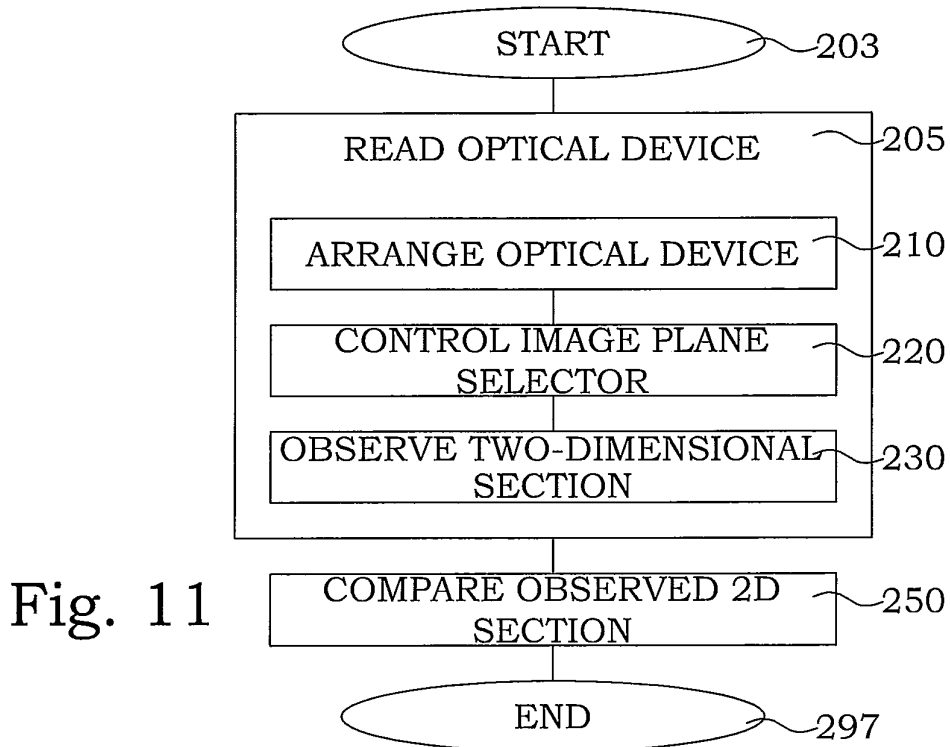 START
203
READ OPTICAL DEVICE
205
ARRANGE OPTICAL DEVICE
210
CONTROL IMAGE PLANE
SELECTOR
220
OBSERVE TWO-DIMENSIONAL
SECTION
230
COMPARE OBSERVED 2D
SECTION
250
Fig. 11
END
297